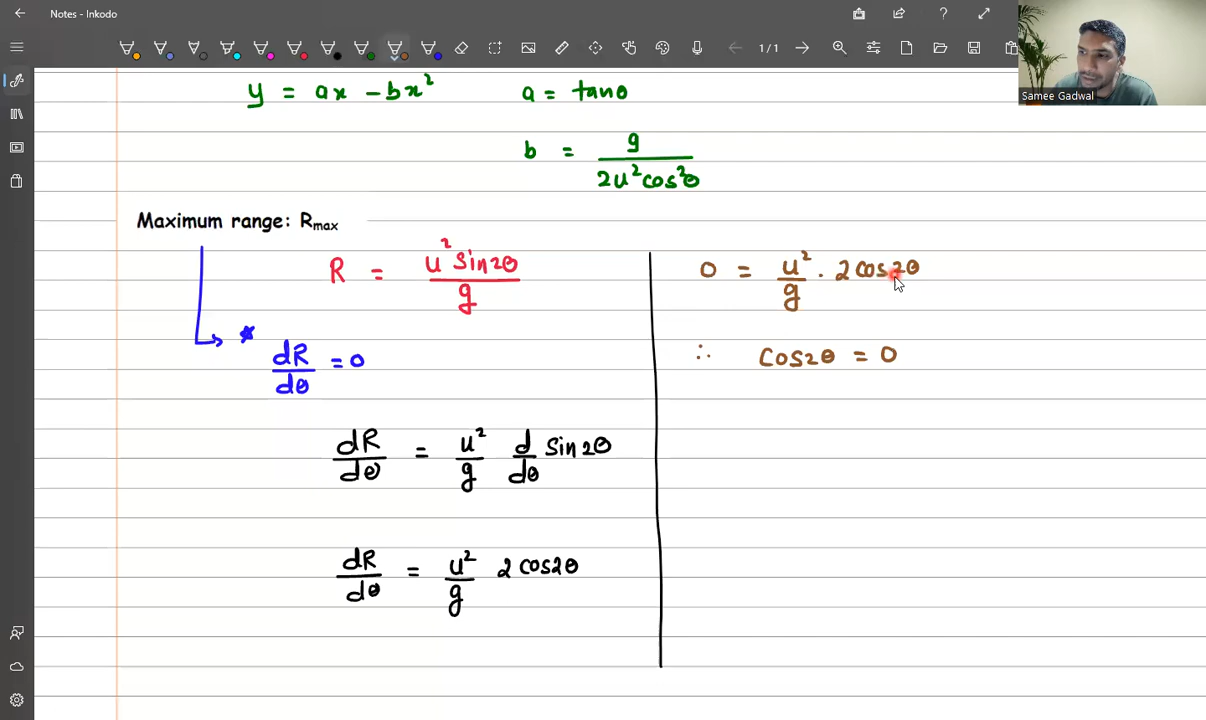 Notes - Inkodo
1/1
Samee Gadwal
y = ax - bx² a = tanθ
b = g / 2u²cos²θ
Maximum range: Rmax
R = u² Sin2θ / g
* dR/dθ = 0
dR/dθ = u²/g d/dθ Sin2θ
dR/dθ = u²/g 2cos2θ
0 = u²/g . 2cos2θ
∴ cos2θ = 0